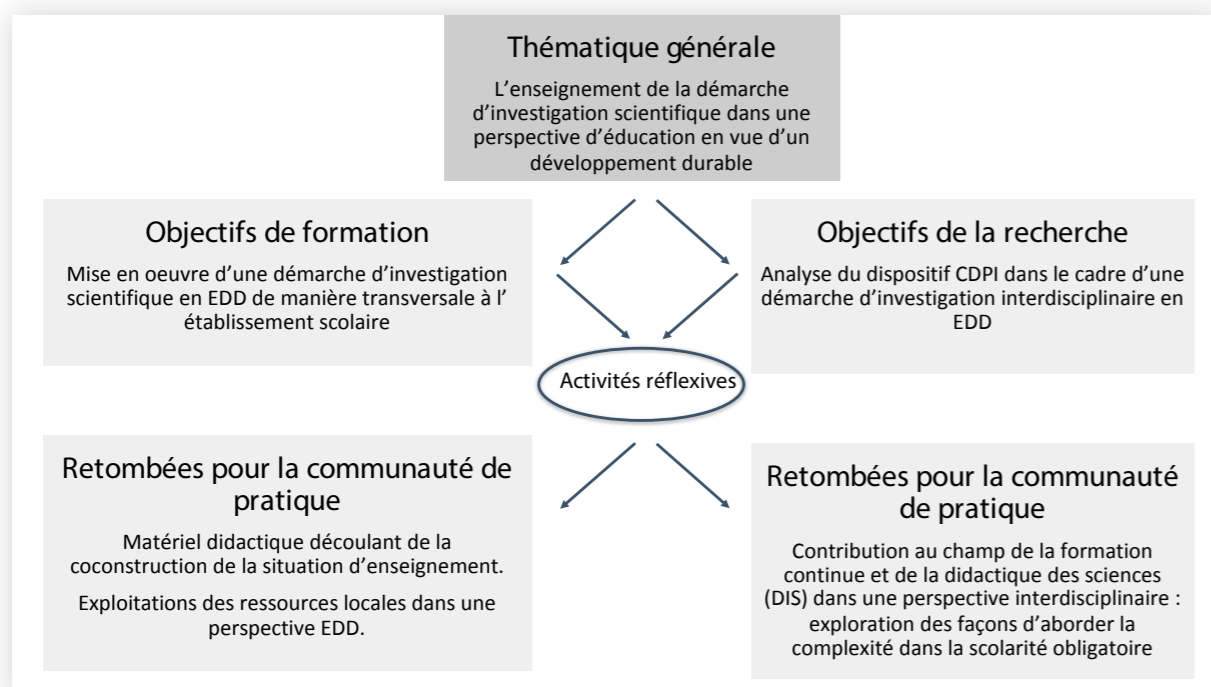 Thématique générale
L'enseignement de la démarche
d'investigation scientifique dans une
perspective d'éducation en vue d'un
développement durable
Objectifs de formation
Mise en oeuvre d'une démarche d'investigation
scientifique en EDD de manière transversale à l'
établissement scolaire
Objectifs de la recherche
Analyse du dispositif CDPI dans le cadre d'une
démarche d'investigation interdisciplinaire en
EDD
Activités réflexives
Retombées pour la communauté de
pratique
Matériel didactique découlant de la
coconstruction de la situation d'enseignement.
Exploitations des ressources locales dans une
perspective EDD.
Retombées pour la communauté
de pratique
Contribution au champ de la formation
continue et de la didactique des sciences
(DIS) dans une perspective interdisciplinaire :
exploration des façons d'aborder la
complexité dans la scolarité obligatoire